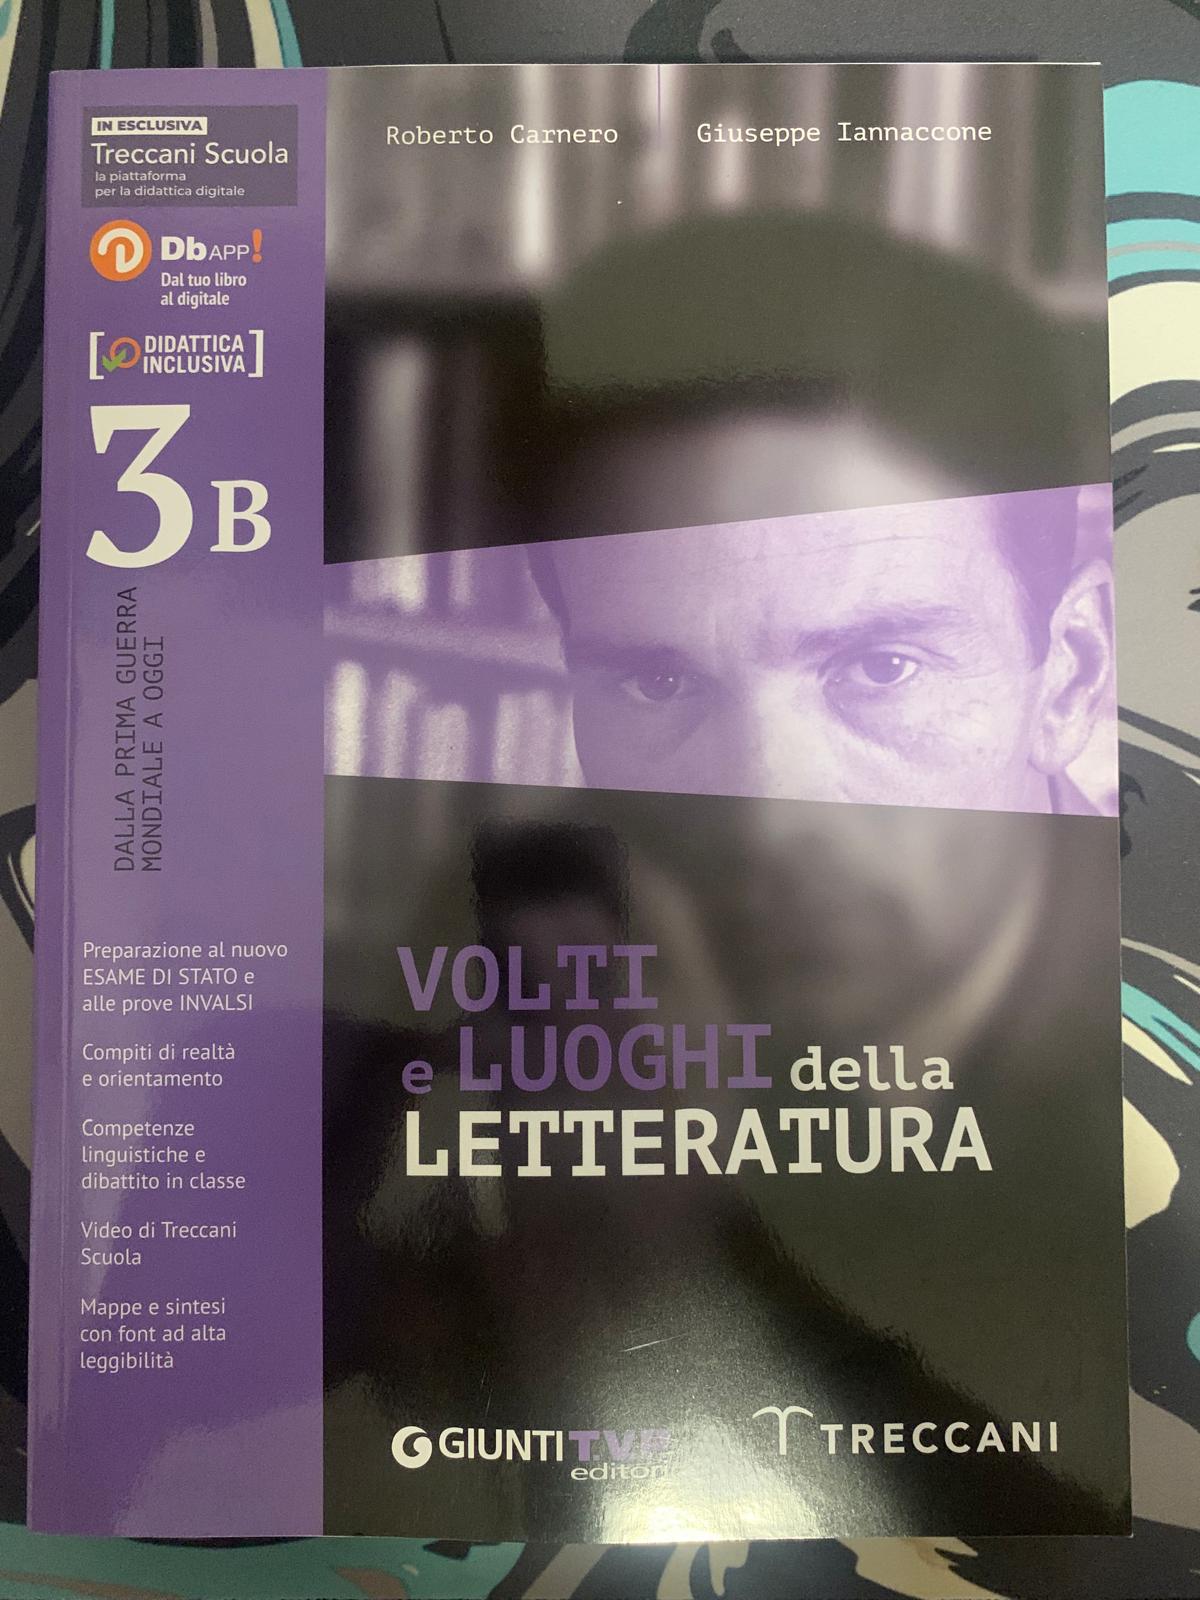 IN ESCLUSIVA
Treccani Scuola
la piattaforma
per la didattica digitale
Db APP!
Dal tuo libro
al digitale
DIDATTICA
INCLUSIVA
3 B
DALLA PRIMA GUERRA
MONDIALE A OGGI
Preparazione al nuovo
ESAME DI STATO e
alle prove INVALSI
Compiti di realtà
e orientamento
Competenze
linguistiche e
dibattito in classe
Video di Treccani
Scuola
Mappe e sintesi
con font ad alta
leggibilità
Roberto Carnero
Giuseppe Iannaccone
VOLTI
e LUOGHI della
LETTERATURA
GIUNTI T.V.P.
editori
TRECCANI